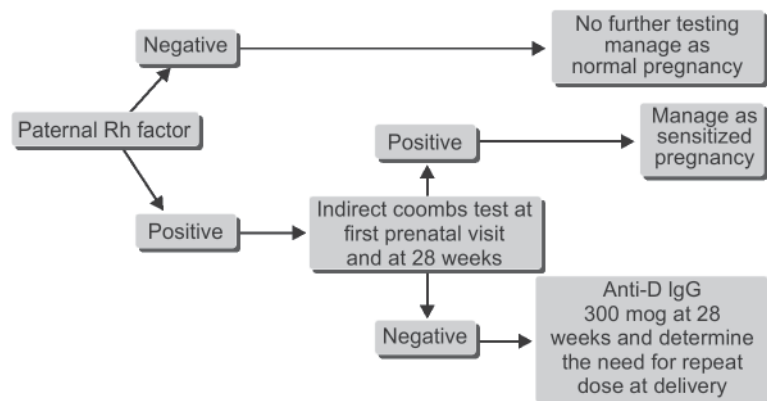 Paternal Rh factor
Negative
No further testing
manage as
normal pregnancy
Positive
Indirect coombs test at
first prenatal visit
and at 28 weeks
Positive
Manage as
sensitized
pregnancy
Negative
Anti-D IgG
300 mog at 28
weeks and determine
the need for repeat
dose at delivery